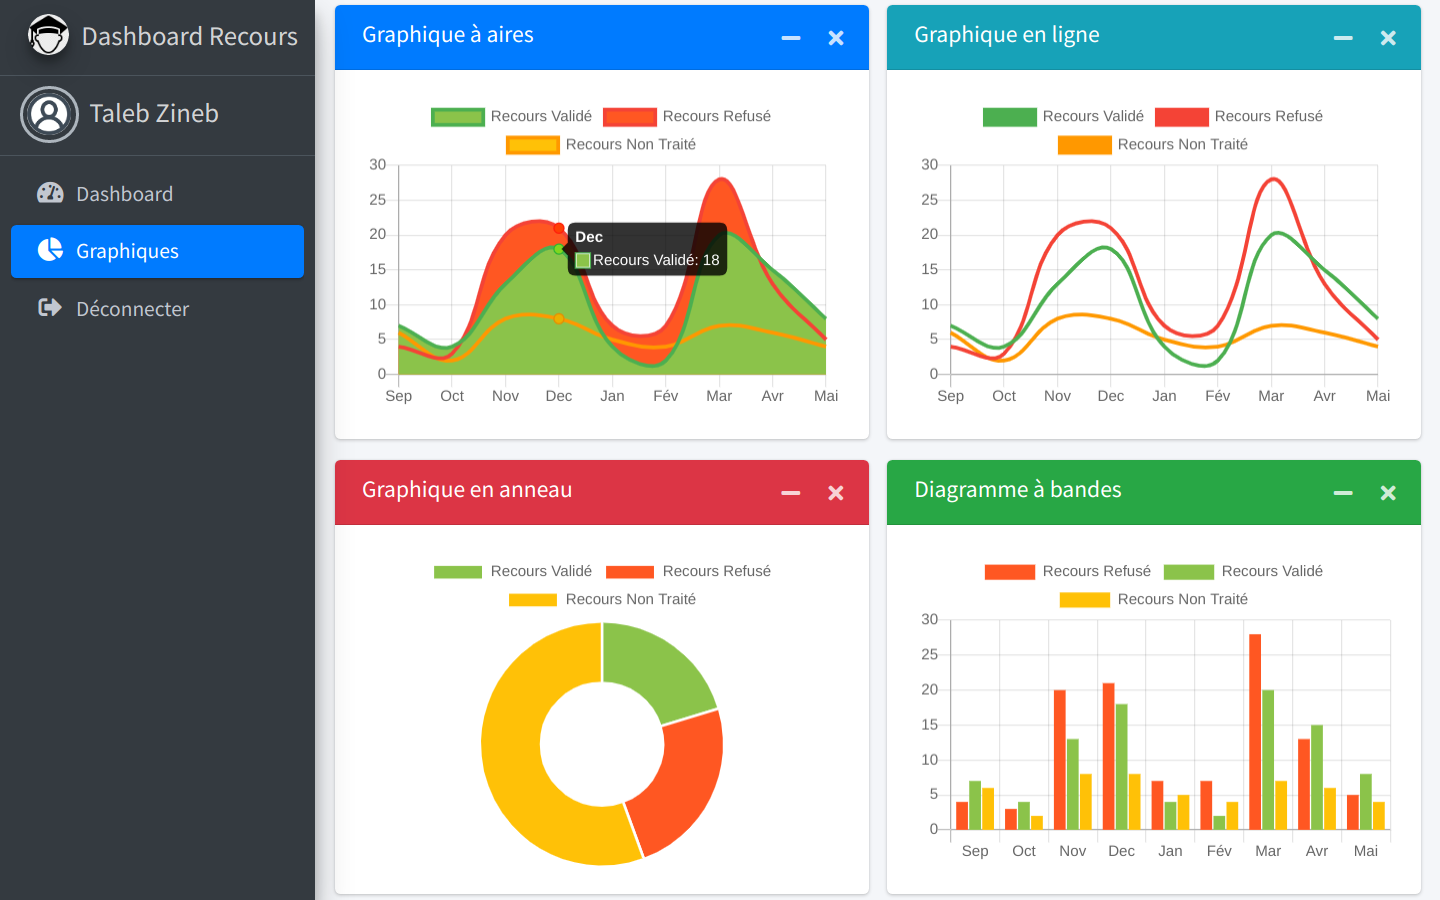 Dashboard Recours
Taleb Zineb
Dashboard
Graphiques
Déconnecter
Graphique à aires
Recours Validé Recours Refusé
Recours Non Traité
30
25
20
15
10
5
0
Dec
Recours Validé: 18
Sep Oct Nov Dec Jan Fév Mar Avr Mai
Graphique en ligne
Recours Validé Recours Refusé
Recours Non Traité
30
25
20
15
10
5
0
Sep Oct Nov Dec Jan Fév Mar Avr Mai
Graphique en anneau
Recours Validé Recours Refusé
Recours Non Traité
Diagramme à bandes
Recours Refusé Recours Validé
Recours Non Traité
30
25
20
15
10
5
0
Sep Oct Nov Dec Jan Fév Mar Avr Mai